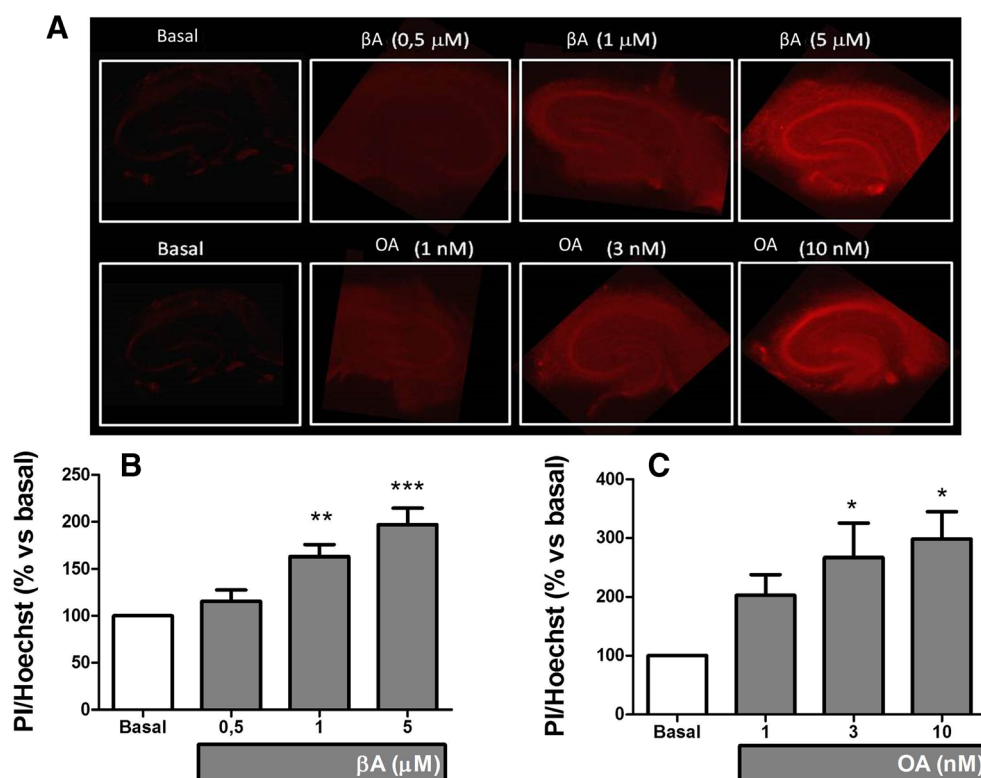 A
Basal βA (0,5 μM) βA (1 μM) βA (5 μM)
Basal OA (1 nM) OA (3 nM) OA (10 nM)
B
PI/Hoechst (% vs basal)
250
200
150
100
50
0
** ***
Basal 0,5 1 5
βA (μM)
C
PI/Hoechst (% vs basal)
400
300
200
100
0
* *
Basal 1 3 10
OA (nM)